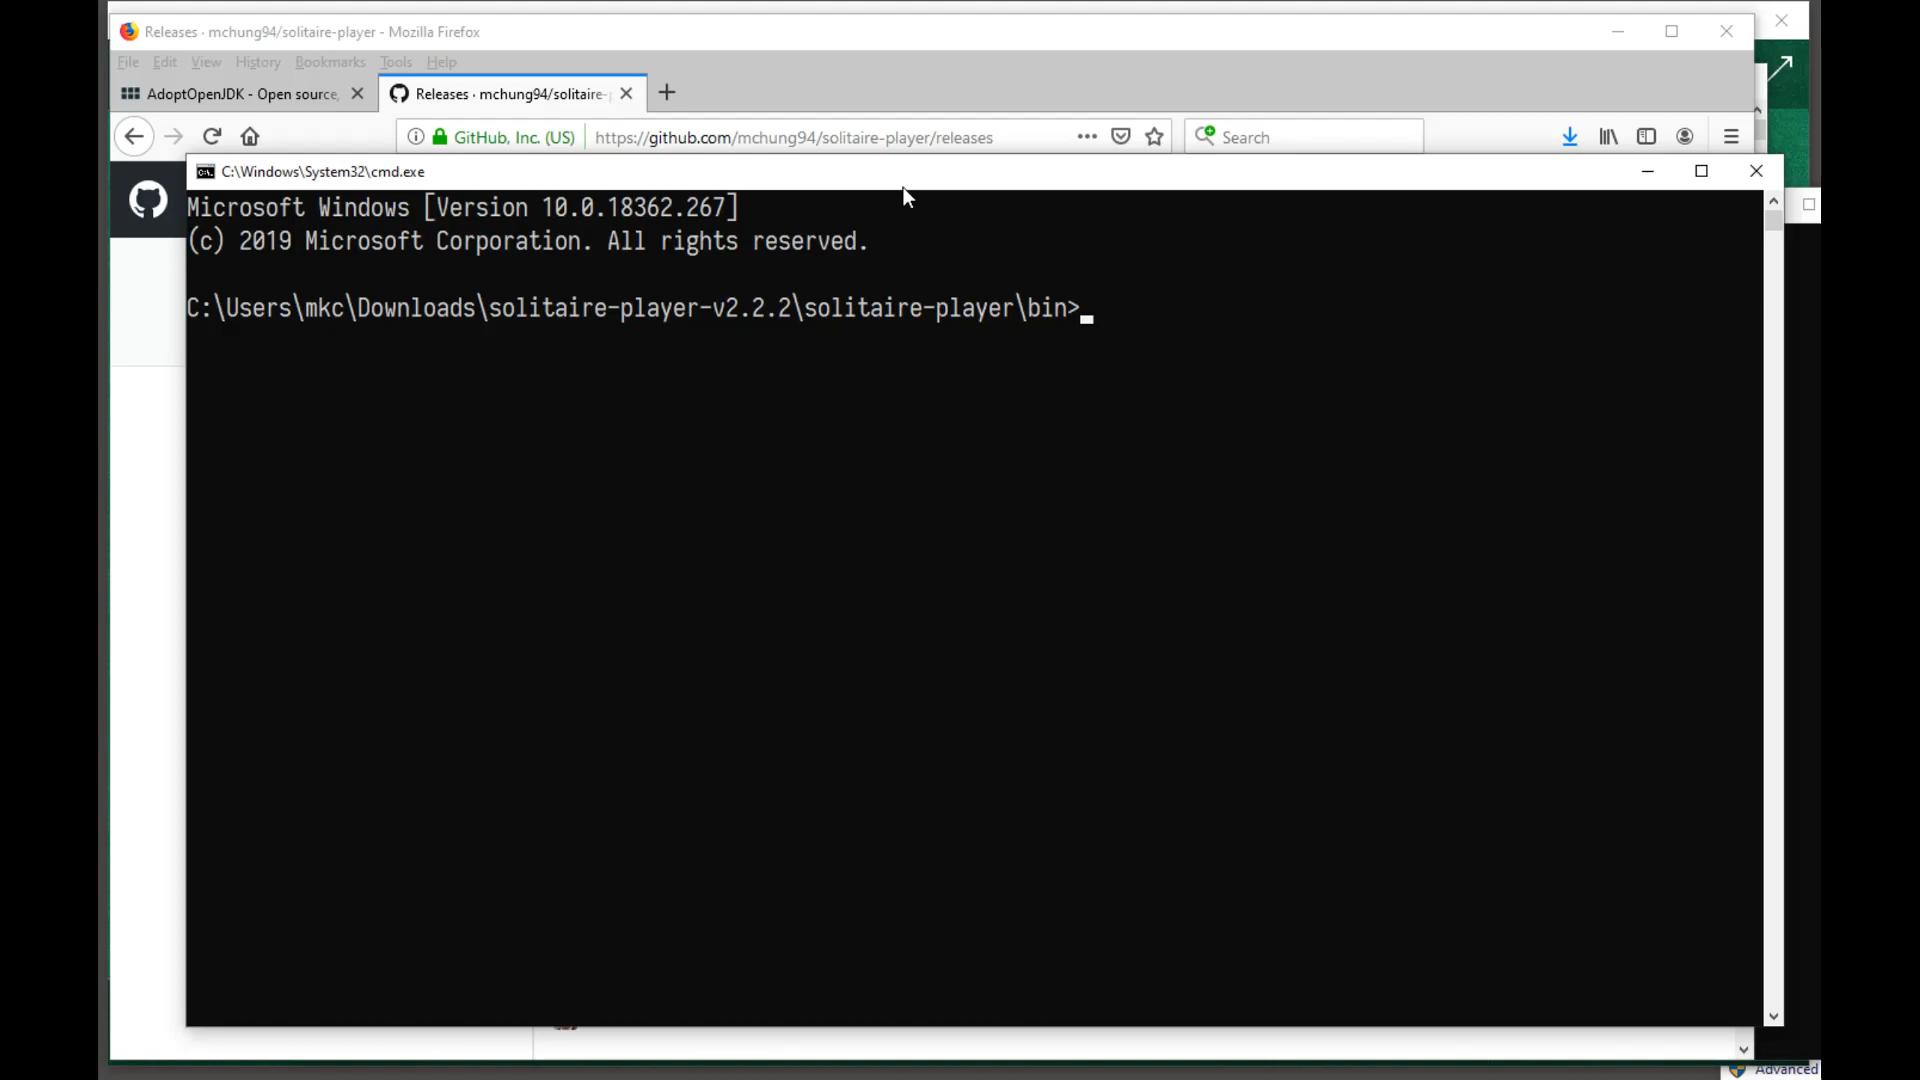 Releases · mchung94/solitaire-player - Mozilla Firefox
File Edit View History Bookmarks Tools Help
AdoptOpenJDK - Open source,
Releases · mchung94/solitaire-
GitHub, Inc. (US)
https://github.com/mchung94/solitaire-player/releases
Search
C:\Windows\System32\cmd.exe
Microsoft Windows [Version 10.0.18362.267]
(c) 2019 Microsoft Corporation. All rights reserved.
C:\Users\mkc\Downloads\solitaire-player-v2.2.2\solitaire-player\bin>
Advanced